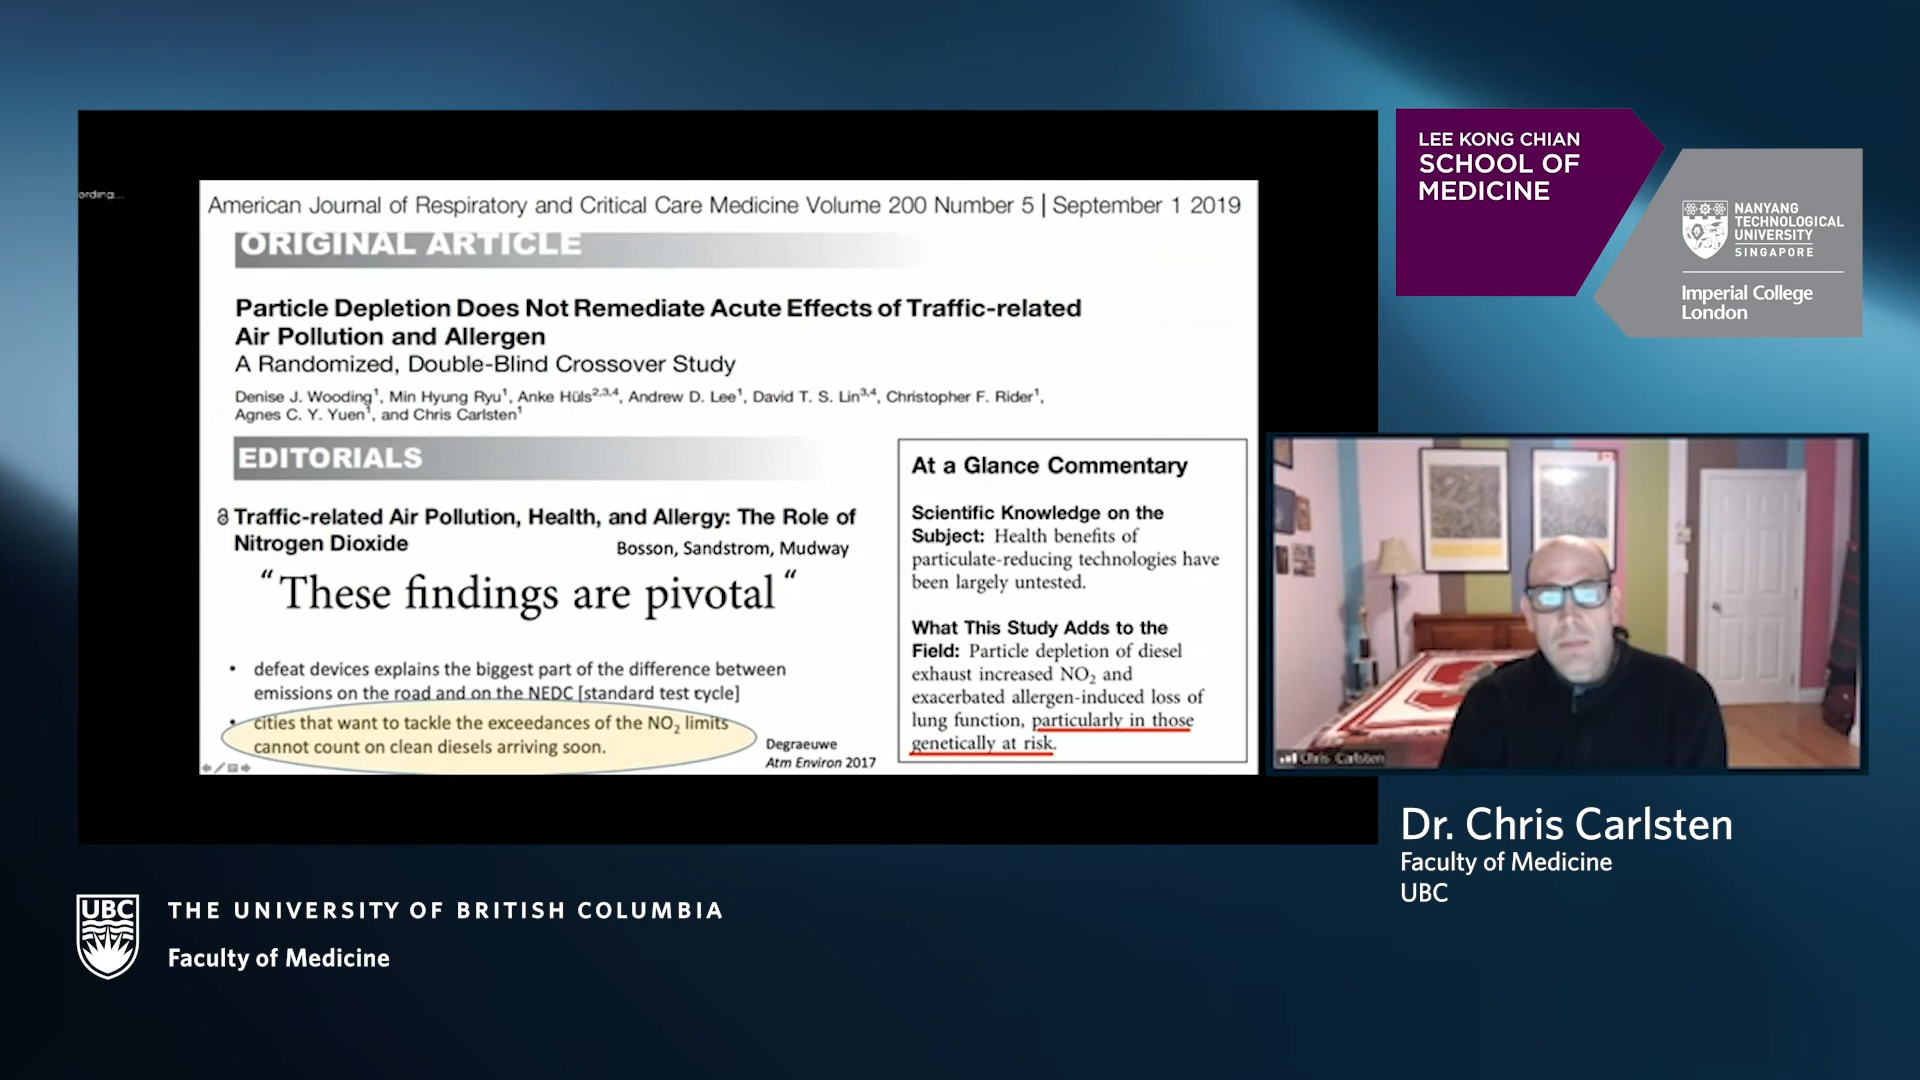 ording...
American Journal of Respiratory and Critical Care Medicine Volume 200 Number 5 | September 1 2019
ORIGINAL ARTICLE
Particle Depletion Does Not Remediate Acute Effects of Traffic-related
Air Pollution and Allergen
A Randomized, Double-Blind Crossover Study
Denise J. Wooding¹, Min Hyung Ryu¹, Anke Hüls²,³,⁴, Andrew D. Lee¹, David T. S. Lin³,⁴, Christopher F. Rider¹,
Agnes C. Y. Yuen¹, and Chris Carlsten¹
EDITORIALS
Traffic-related Air Pollution, Health, and Allergy: The Role of
Nitrogen Dioxide
Bosson, Sandstrom, Mudway
“These findings are pivotal “
• defeat devices explains the biggest part of the difference between
emissions on the road and on the NEDC [standard test cycle]
• cities that want to tackle the exceedances of the NO₂ limits
cannot count on clean diesels arriving soon.
Degraeuwe
Atm Environ 2017
At a Glance Commentary
Scientific Knowledge on the
Subject: Health benefits of
particulate-reducing technologies have
been largely untested.
What This Study Adds to the
Field: Particle depletion of diesel
exhaust increased NO₂ and
exacerbated allergen-induced loss of
lung function, particularly in those
genetically at risk.
LEE KONG CHIAN
SCHOOL OF
MEDICINE
NANYANG
TECHNOLOGICAL
UNIVERSITY
SINGAPORE
Imperial College
London
Chris Carlsten
Dr. Chris Carlsten
Faculty of Medicine
UBC
UBC
THE UNIVERSITY OF BRITISH COLUMBIA
Faculty of Medicine